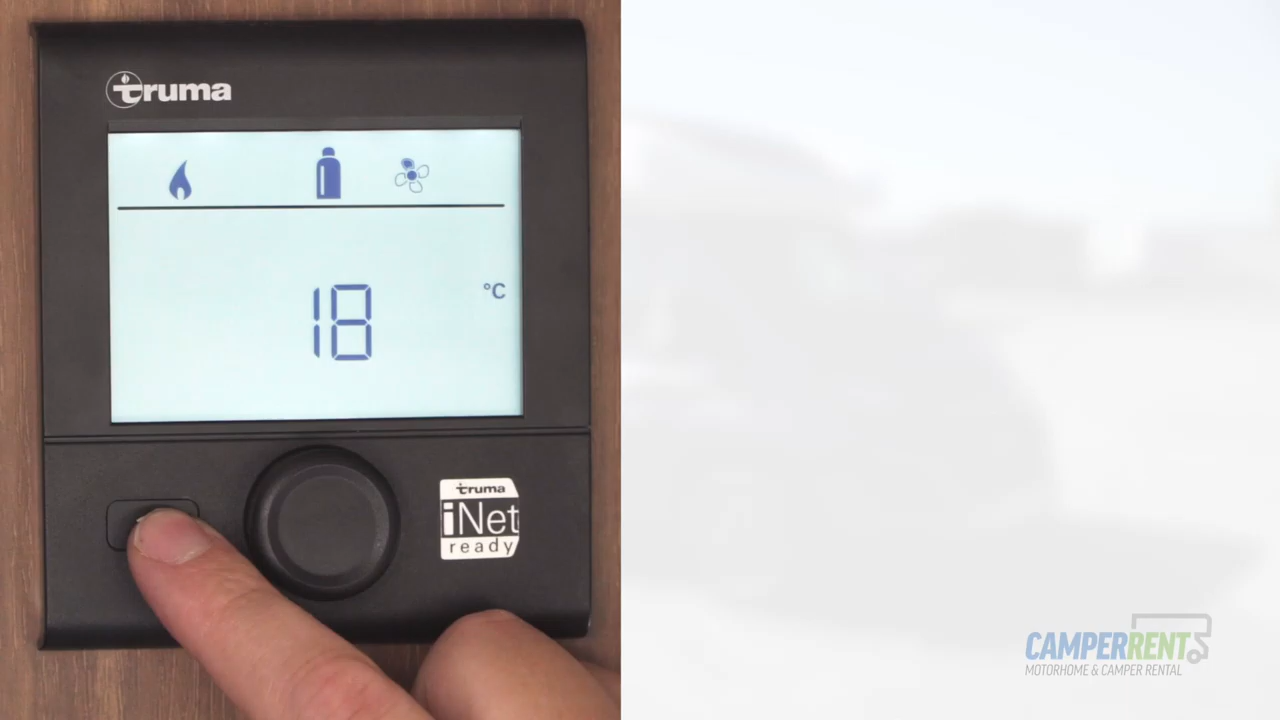 truma
18 °C
truma
iNet
ready
CAMPERRENT
MOTORHOME & CAMPER RENTAL